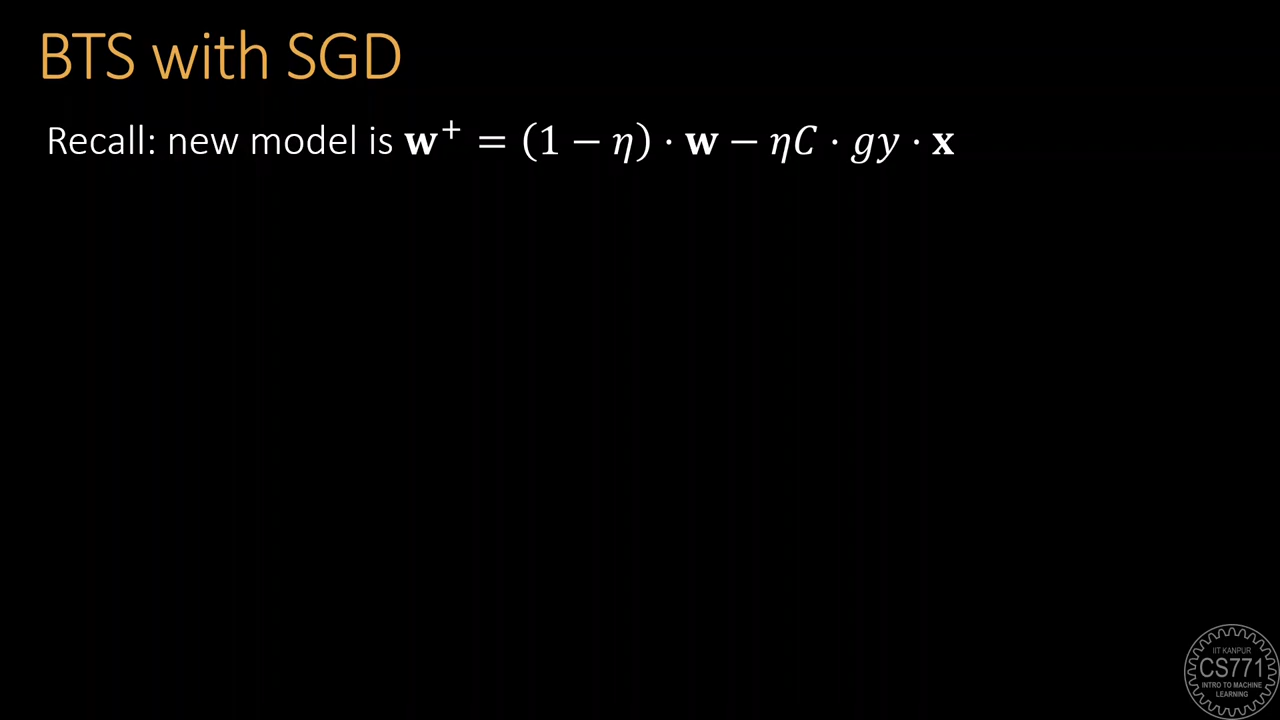 BTS with SGD
Recall: new model is 𝐰⁺ = (1 − 𝜂) · 𝐰 − 𝜂𝐶 · 𝑔𝑦 · 𝐱
IIT KANPUR
CS771
INTRO TO MACHINE
LEARNING